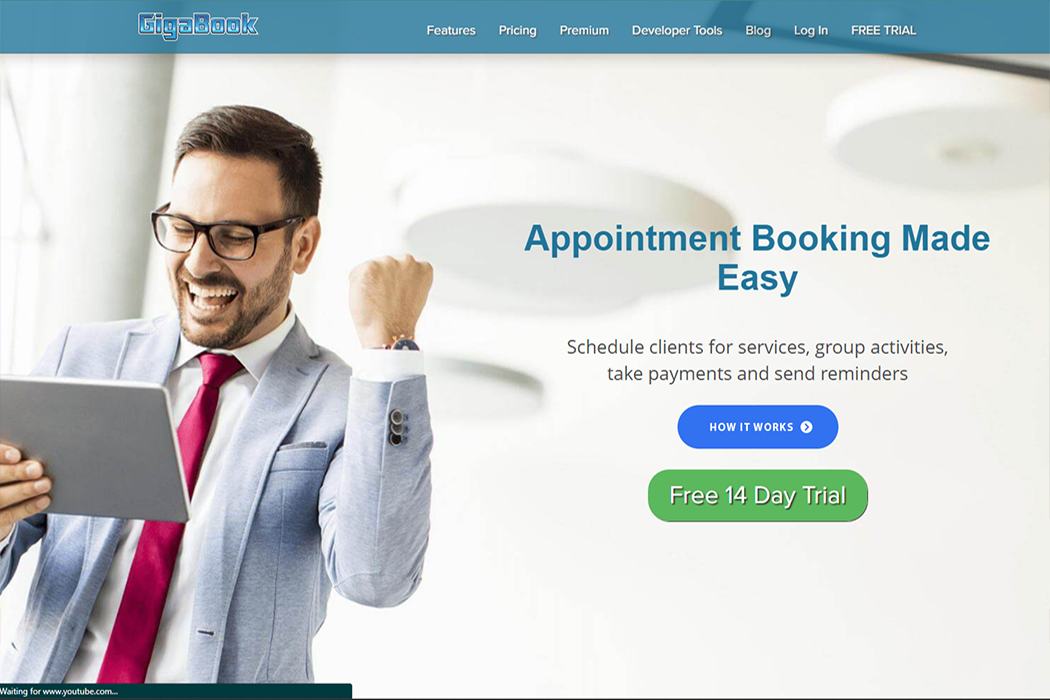 GigaBook
Features Pricing Premium Developer Tools Blog Log In FREE TRIAL
Appointment Booking Made
Easy
Schedule clients for services, group activities,
take payments and send reminders
HOW IT WORKS
Free 14 Day Trial
Waiting for www.youtube.com...